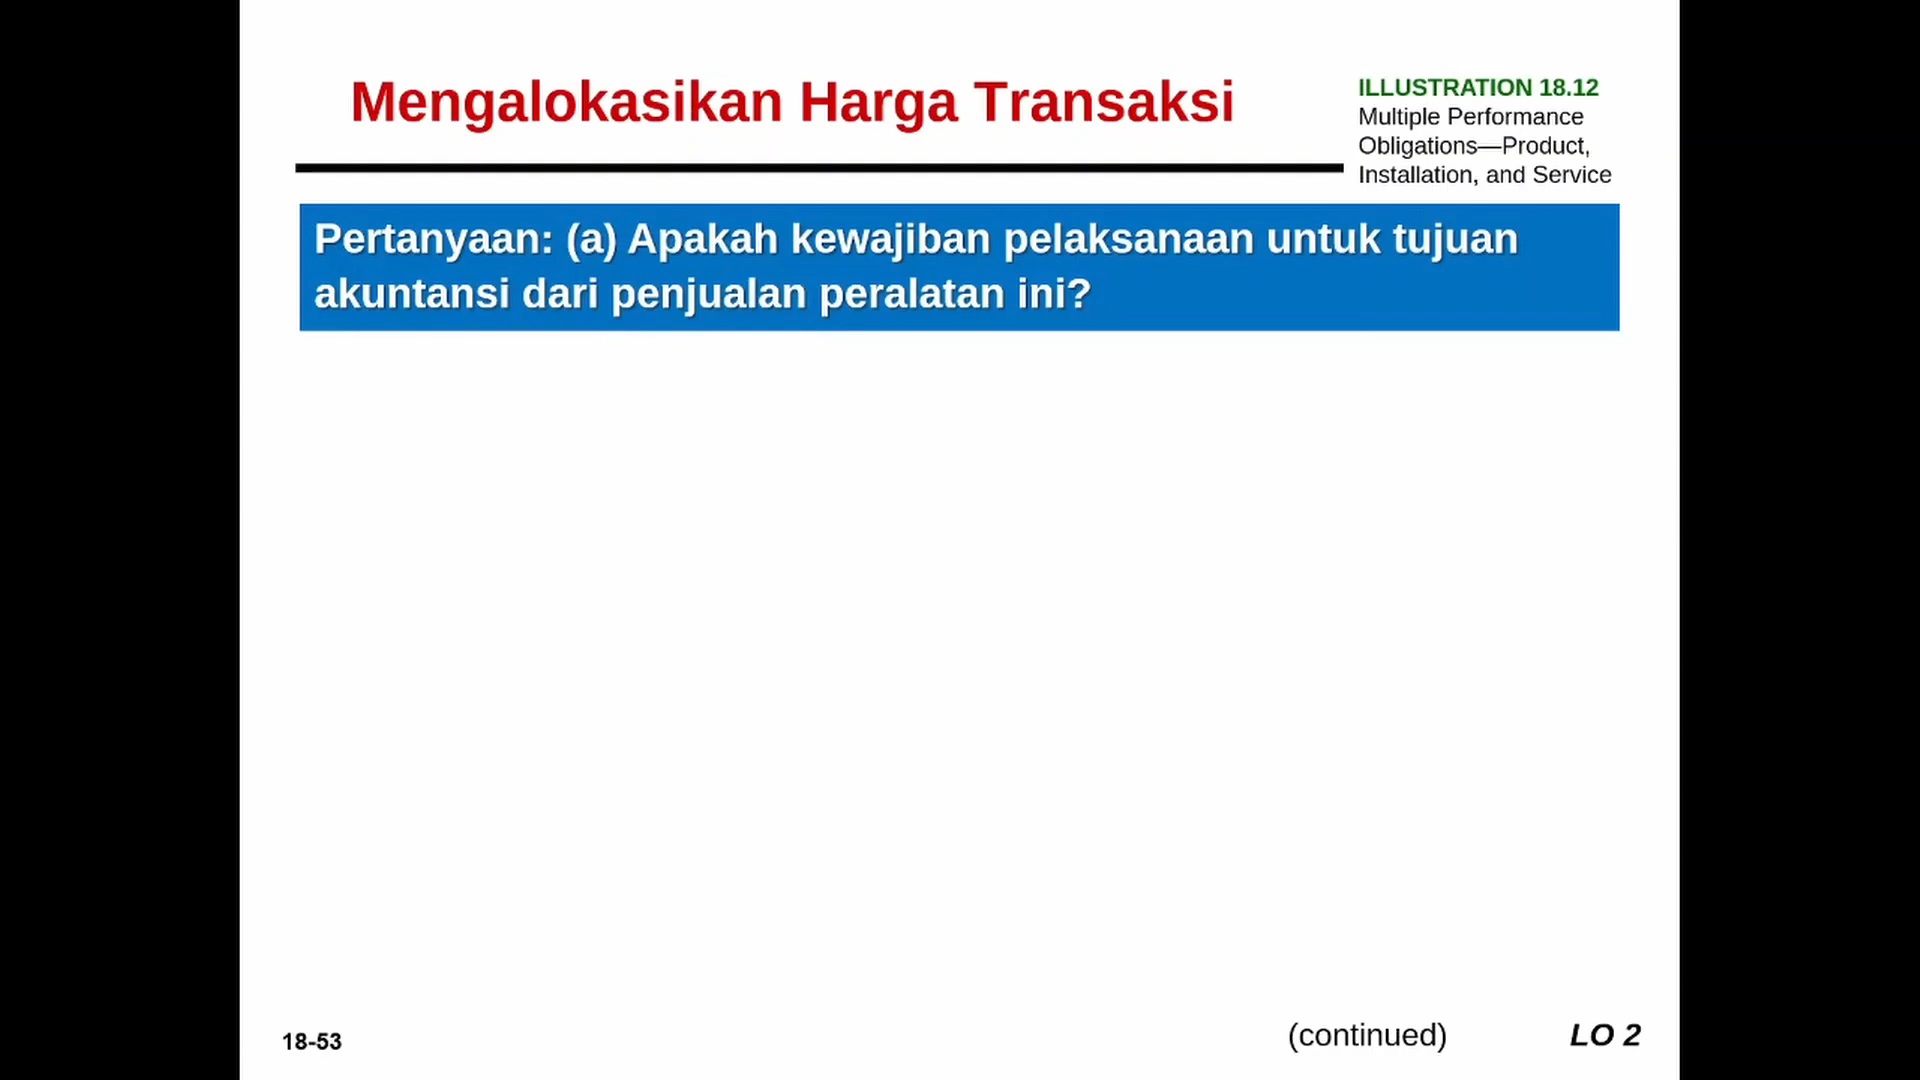 Mengalokasikan Harga Transaksi
ILLUSTRATION 18.12
Multiple Performance
Obligations—Product,
Installation, and Service
Pertanyaan: (a) Apakah kewajiban pelaksanaan untuk tujuan
akuntansi dari penjualan peralatan ini?
18-53
(continued)
LO 2